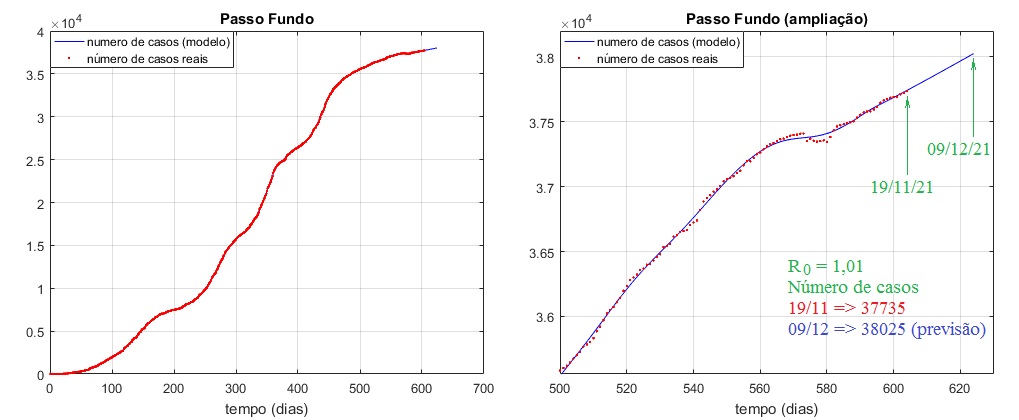 Passo Fundo
×10⁴
4
3.5
3
2.5
2
1.5
1
0.5
0
0 100 200 300 400 500 600 700
tempo (dias)
numero de casos (modelo)
número de casos reais
Passo Fundo (ampliação)
×10⁴
3.8
3.75
3.7
3.65
3.6
500 520 540 560 580 600 620
tempo (dias)
numero de casos (modelo)
número de casos reais
09/12/21
19/11/21
R₀ = 1,01
Número de casos
19/11 => 37735
09/12 => 38025 (previsão)